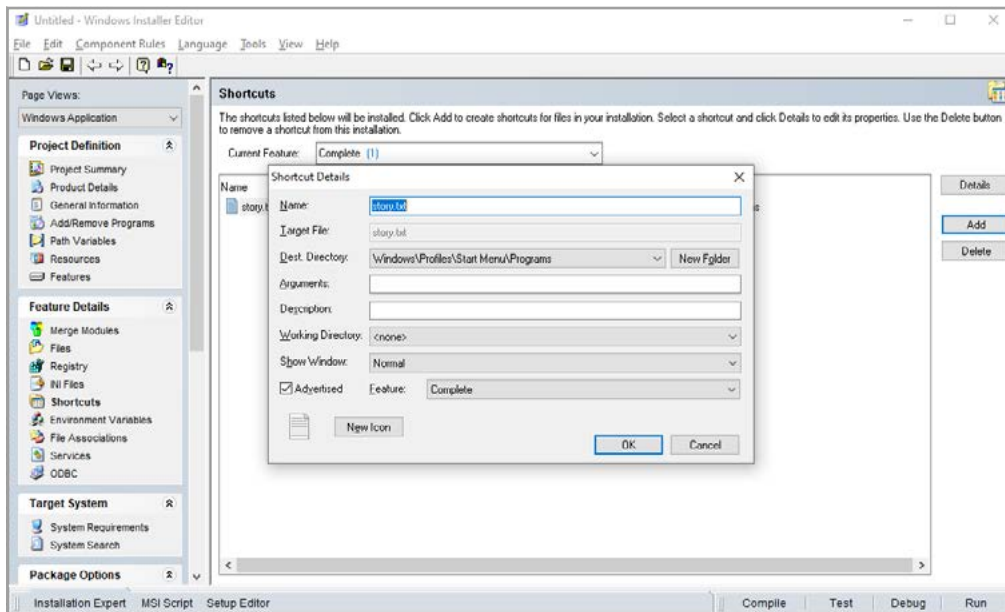 Untitled - Windows Installer Editor
File Edit Component Rules Language Tools View Help
Page Views:
Windows Application
Project Definition
Project Summary
Product Details
General Information
Add/Remove Programs
Path Variables
Resources
Features
Feature Details
Merge Modules
Files
Registry
INI Files
Shortcuts
Environment Variables
File Associations
Services
ODBC
Target System
System Requirements
System Search
Package Options
Shortcuts
The shortcuts listed below will be installed. Click Add to create shortcuts for files in your installation. Select a shortcut and click Details to edit its properties. Use the Delete button
to remove a shortcut from this installation.
Current Feature: Complete (1)
Name
Details
Add
Delete
Shortcut Details
Name: story.txt
Target File: story.txt
Dest. Directory: Windows\Profiles\Start Menu\Programs New Folder
Arguments:
Description:
Working Directory: <none>
Show Window: Normal
Advertised Feature: Complete
New Icon
OK Cancel
Installation Expert MSI Script Setup Editor Compile Test Debug Run